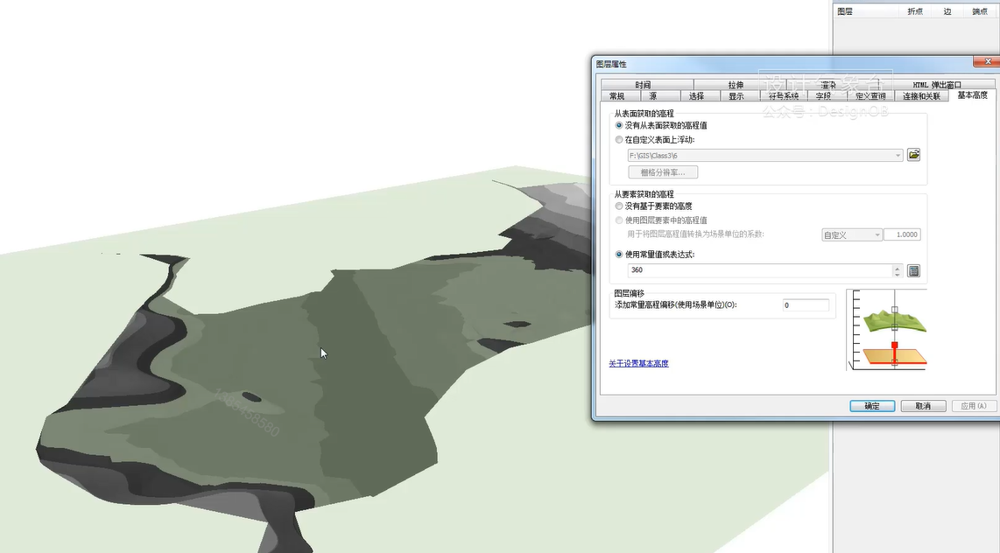 图层 折点 边 端点
图层属性
设计气象台
公众号：DesignOB
时间 拉伸 渲染 HTML 弹出窗口
常规 源 选择 显示 符号系统 字段 定义查询 连接和关联 基本高度
从表面获取的高程
没有从表面获取的高程值
在自定义表面上浮动:
F:\GIS\Class3\6
栅格分辨率...
从要素获取的高程
没有基于要素的高度
使用图层要素中的高程值
用于将图层高程值转换为场景单位的系数: 自定义 1.0000
使用常量值或表达式:
360
图层偏移
添加常量高程偏移(使用场景单位)(O): 0
关于设置基本高度
确定 取消 应用(A)